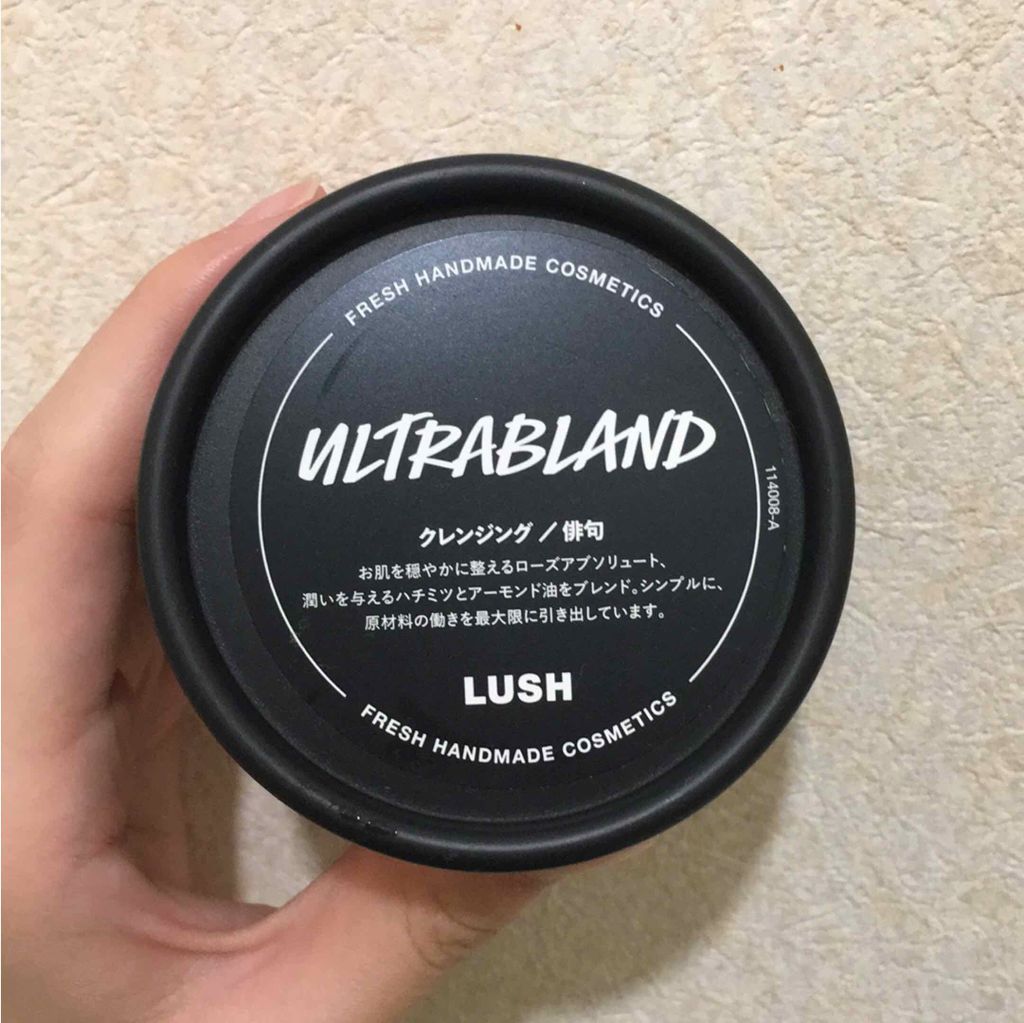 FRESH HANDMADE COSMETICS
ULTRABLAND
114008-A
クレンジング / 俳句
お肌を穏やかに整えるローズアブソリュート、
潤いを与えるハチミツとアーモンド油をブレンド。シンプルに、
原材料の働きを最大限に引き出しています。
LUSH
FRESH HANDMADE COSMETICS